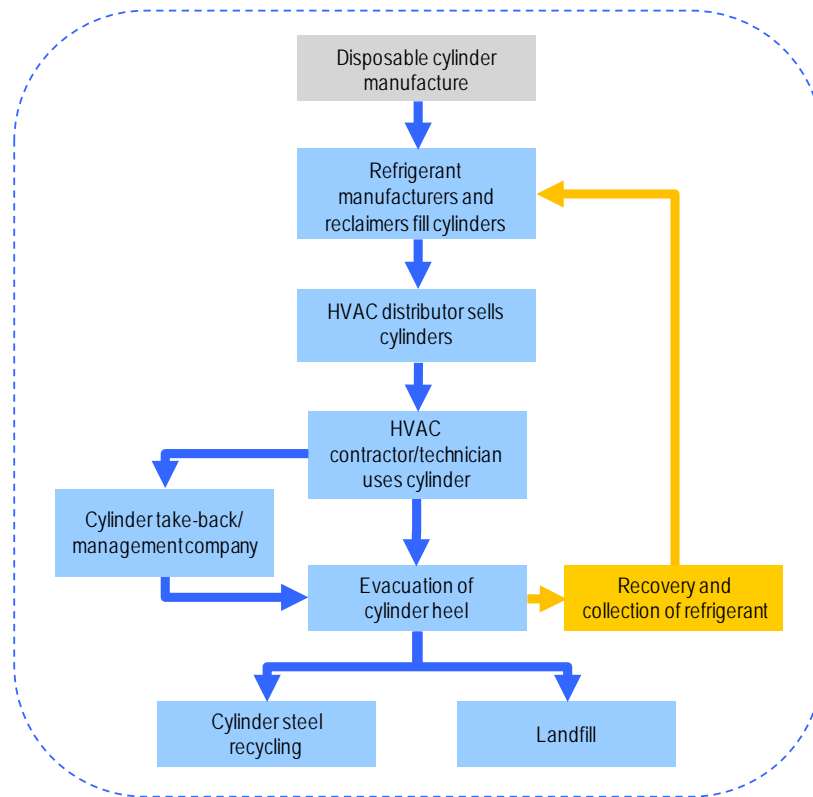 Disposable cylinder
manufacture
Refrigerant
manufacturers and
reclaimers fill cylinders
HVAC distributor sells
cylinders
HVAC
contractor/technician
uses cylinder
Cylinder take-back/
management company
Evacuation of
cylinder heel
Recovery and
collection of refrigerant
Cylinder steel
recycling
Landfill